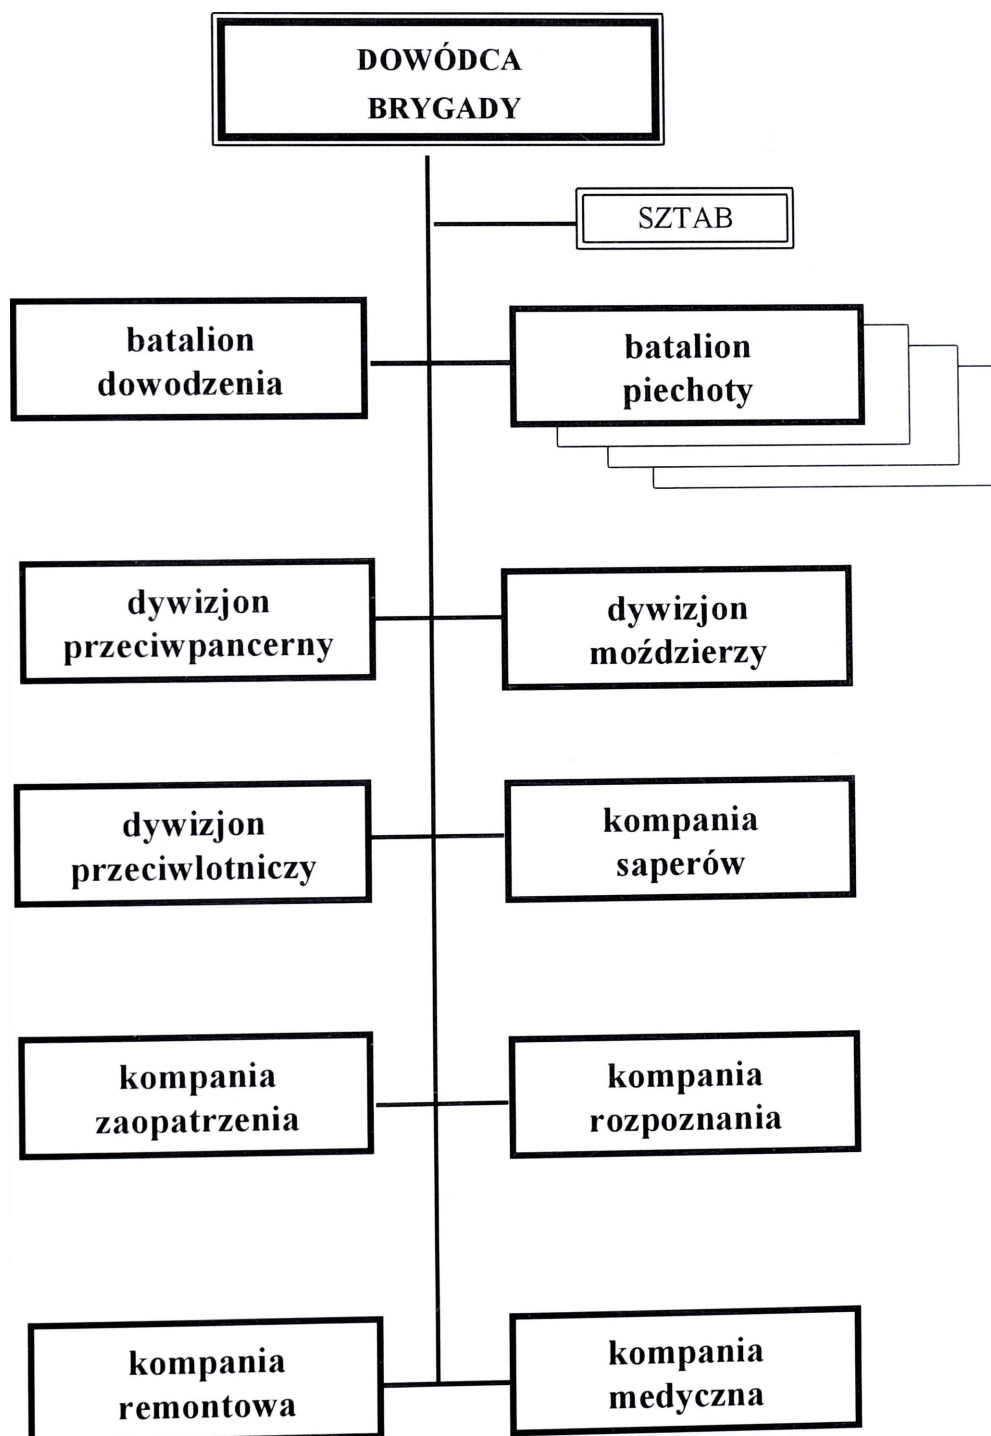 DOWÓDCA
BRYGADY
SZTAB
batalion
dowodzenia
batalion
piechoty
dywizjon
przeciwpancerny
dywizjon
moździerzy
dywizjon
przeciwlotniczy
kompania
saperów
kompania
zaopatrzenia
kompania
rozpoznania
kompania
remontowa
kompania
medyczna